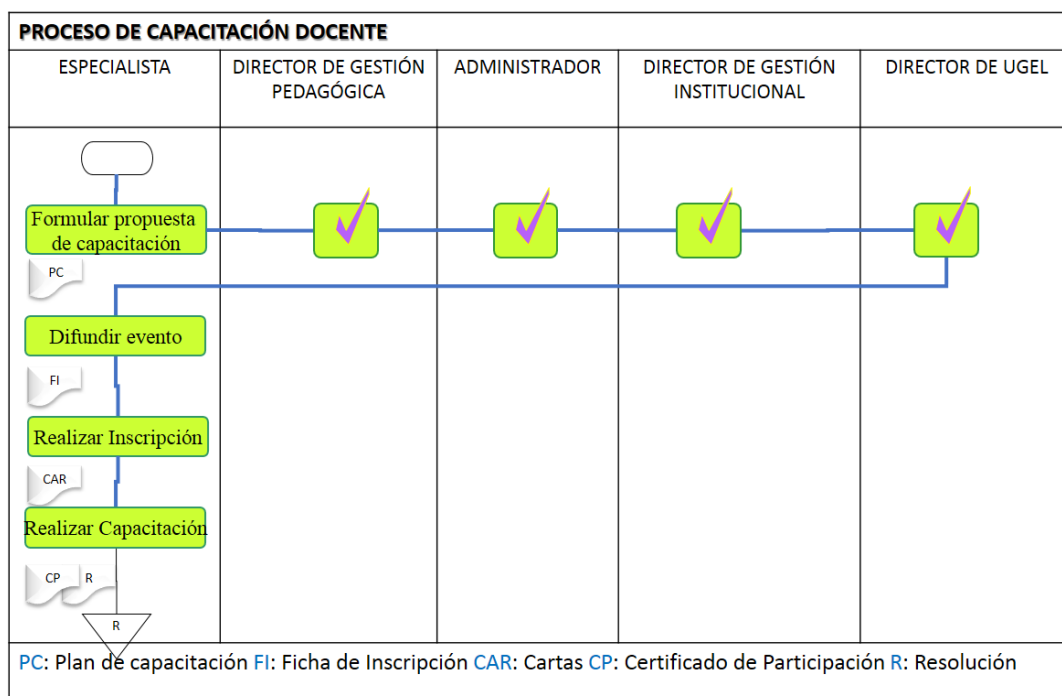 PROCESO DE CAPACITACIÓN DOCENTE
ESPECIALISTA
DIRECTOR DE GESTIÓN
PEDAGÓGICA
ADMINISTRADOR
DIRECTOR DE GESTIÓN
INSTITUCIONAL
DIRECTOR DE UGEL
Formular propuesta
de capacitación
PC
Difundir evento
FI
Realizar Inscripción
CAR
Realizar Capacitación
CP
R
R
PC: Plan de capacitación FI: Ficha de Inscripción CAR: Cartas CP: Certificado de Participación R: Resolución